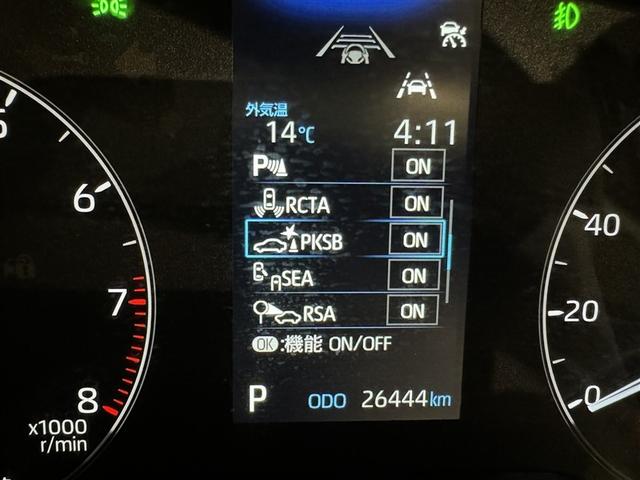 外気温
14℃ 4:11
P ON
RCTA ON
PKSB ON
SEA ON
RSA ON
OK:機能 ON/OFF
P ODO 26444km
6
7
8
x1000
r/min
40
20
0